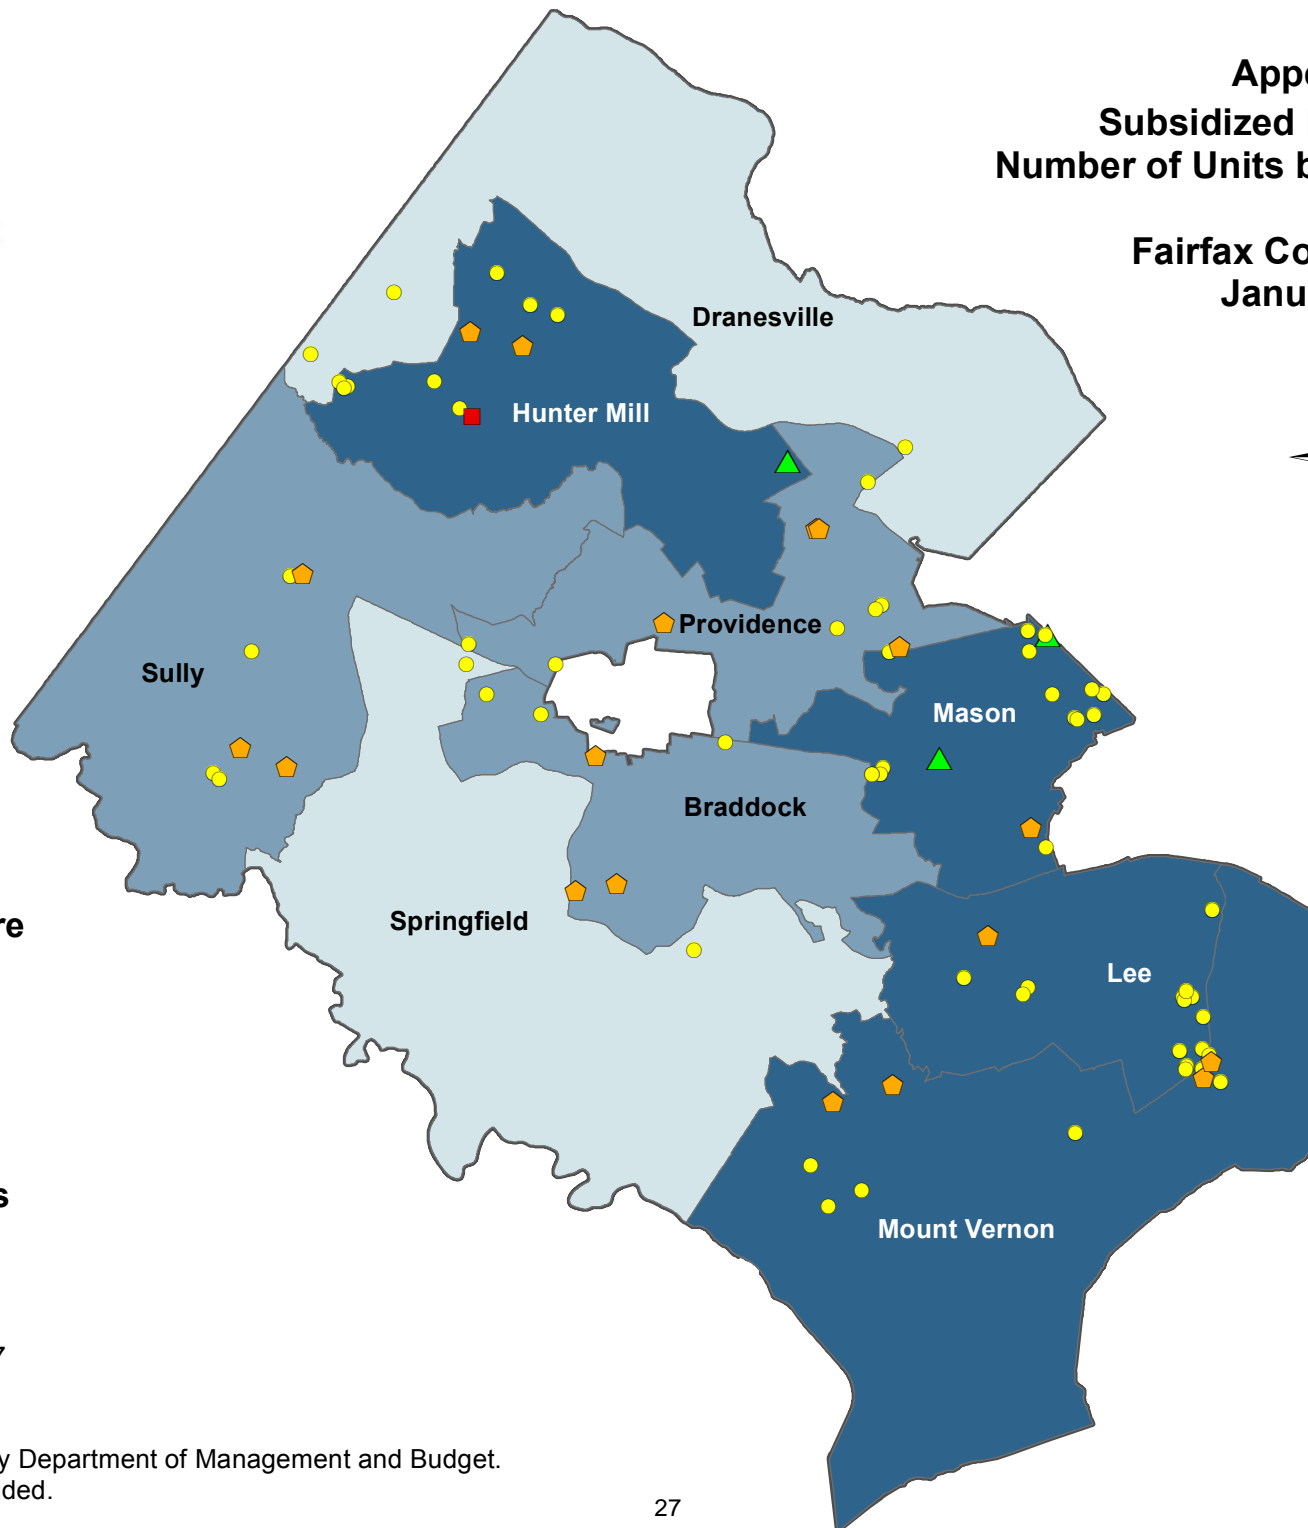 Appe
Subsidized
Number of Units b
Fairfax Co
Janu
Dranesville
Hunter Mill
Providence
Sully
Mason
Braddock
Springfield
re
Lee
s
Mount Vernon
7
y Department of Management and Budget.
ded.
27